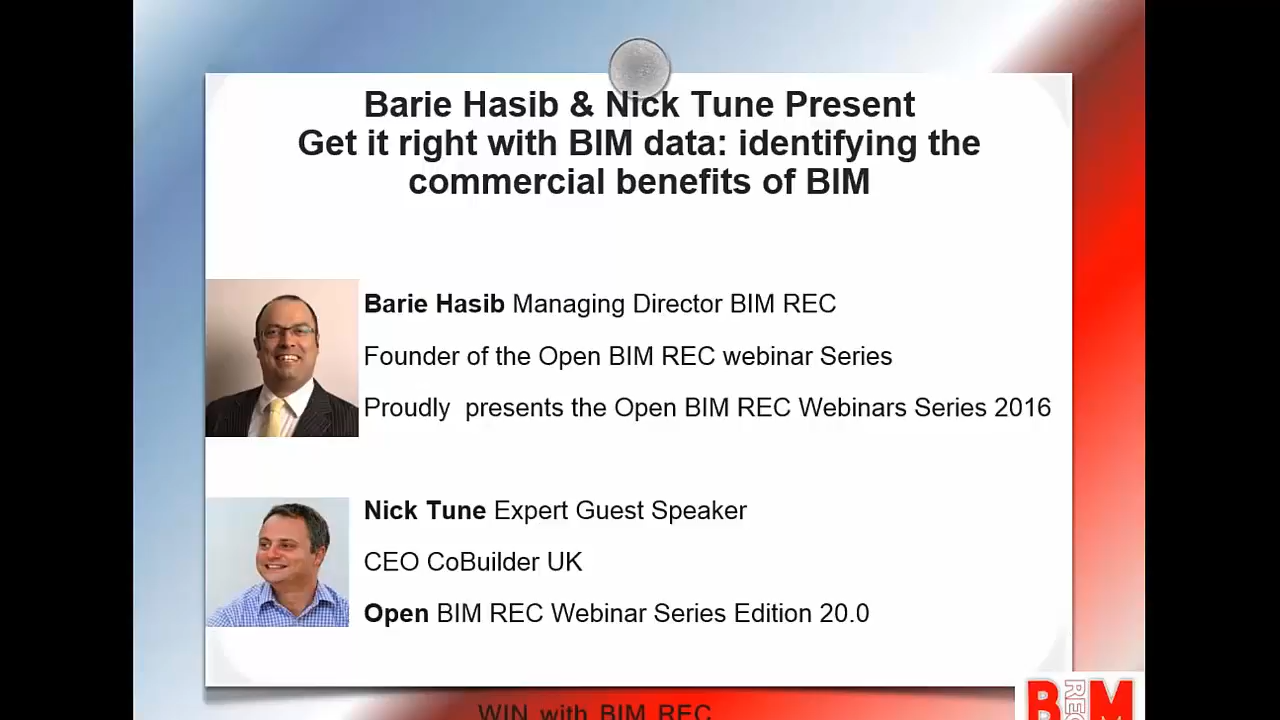 Barie Hasib & Nick Tune Present
Get it right with BIM data: identifying the
commercial benefits of BIM
Barie Hasib Managing Director BIM REC
Founder of the Open BIM REC webinar Series
Proudly  presents the Open BIM REC Webinars Series 2016
Nick Tune Expert Guest Speaker
CEO CoBuilder UK
Open BIM REC Webinar Series Edition 20.0
WIN with BIM REC
BIM REC